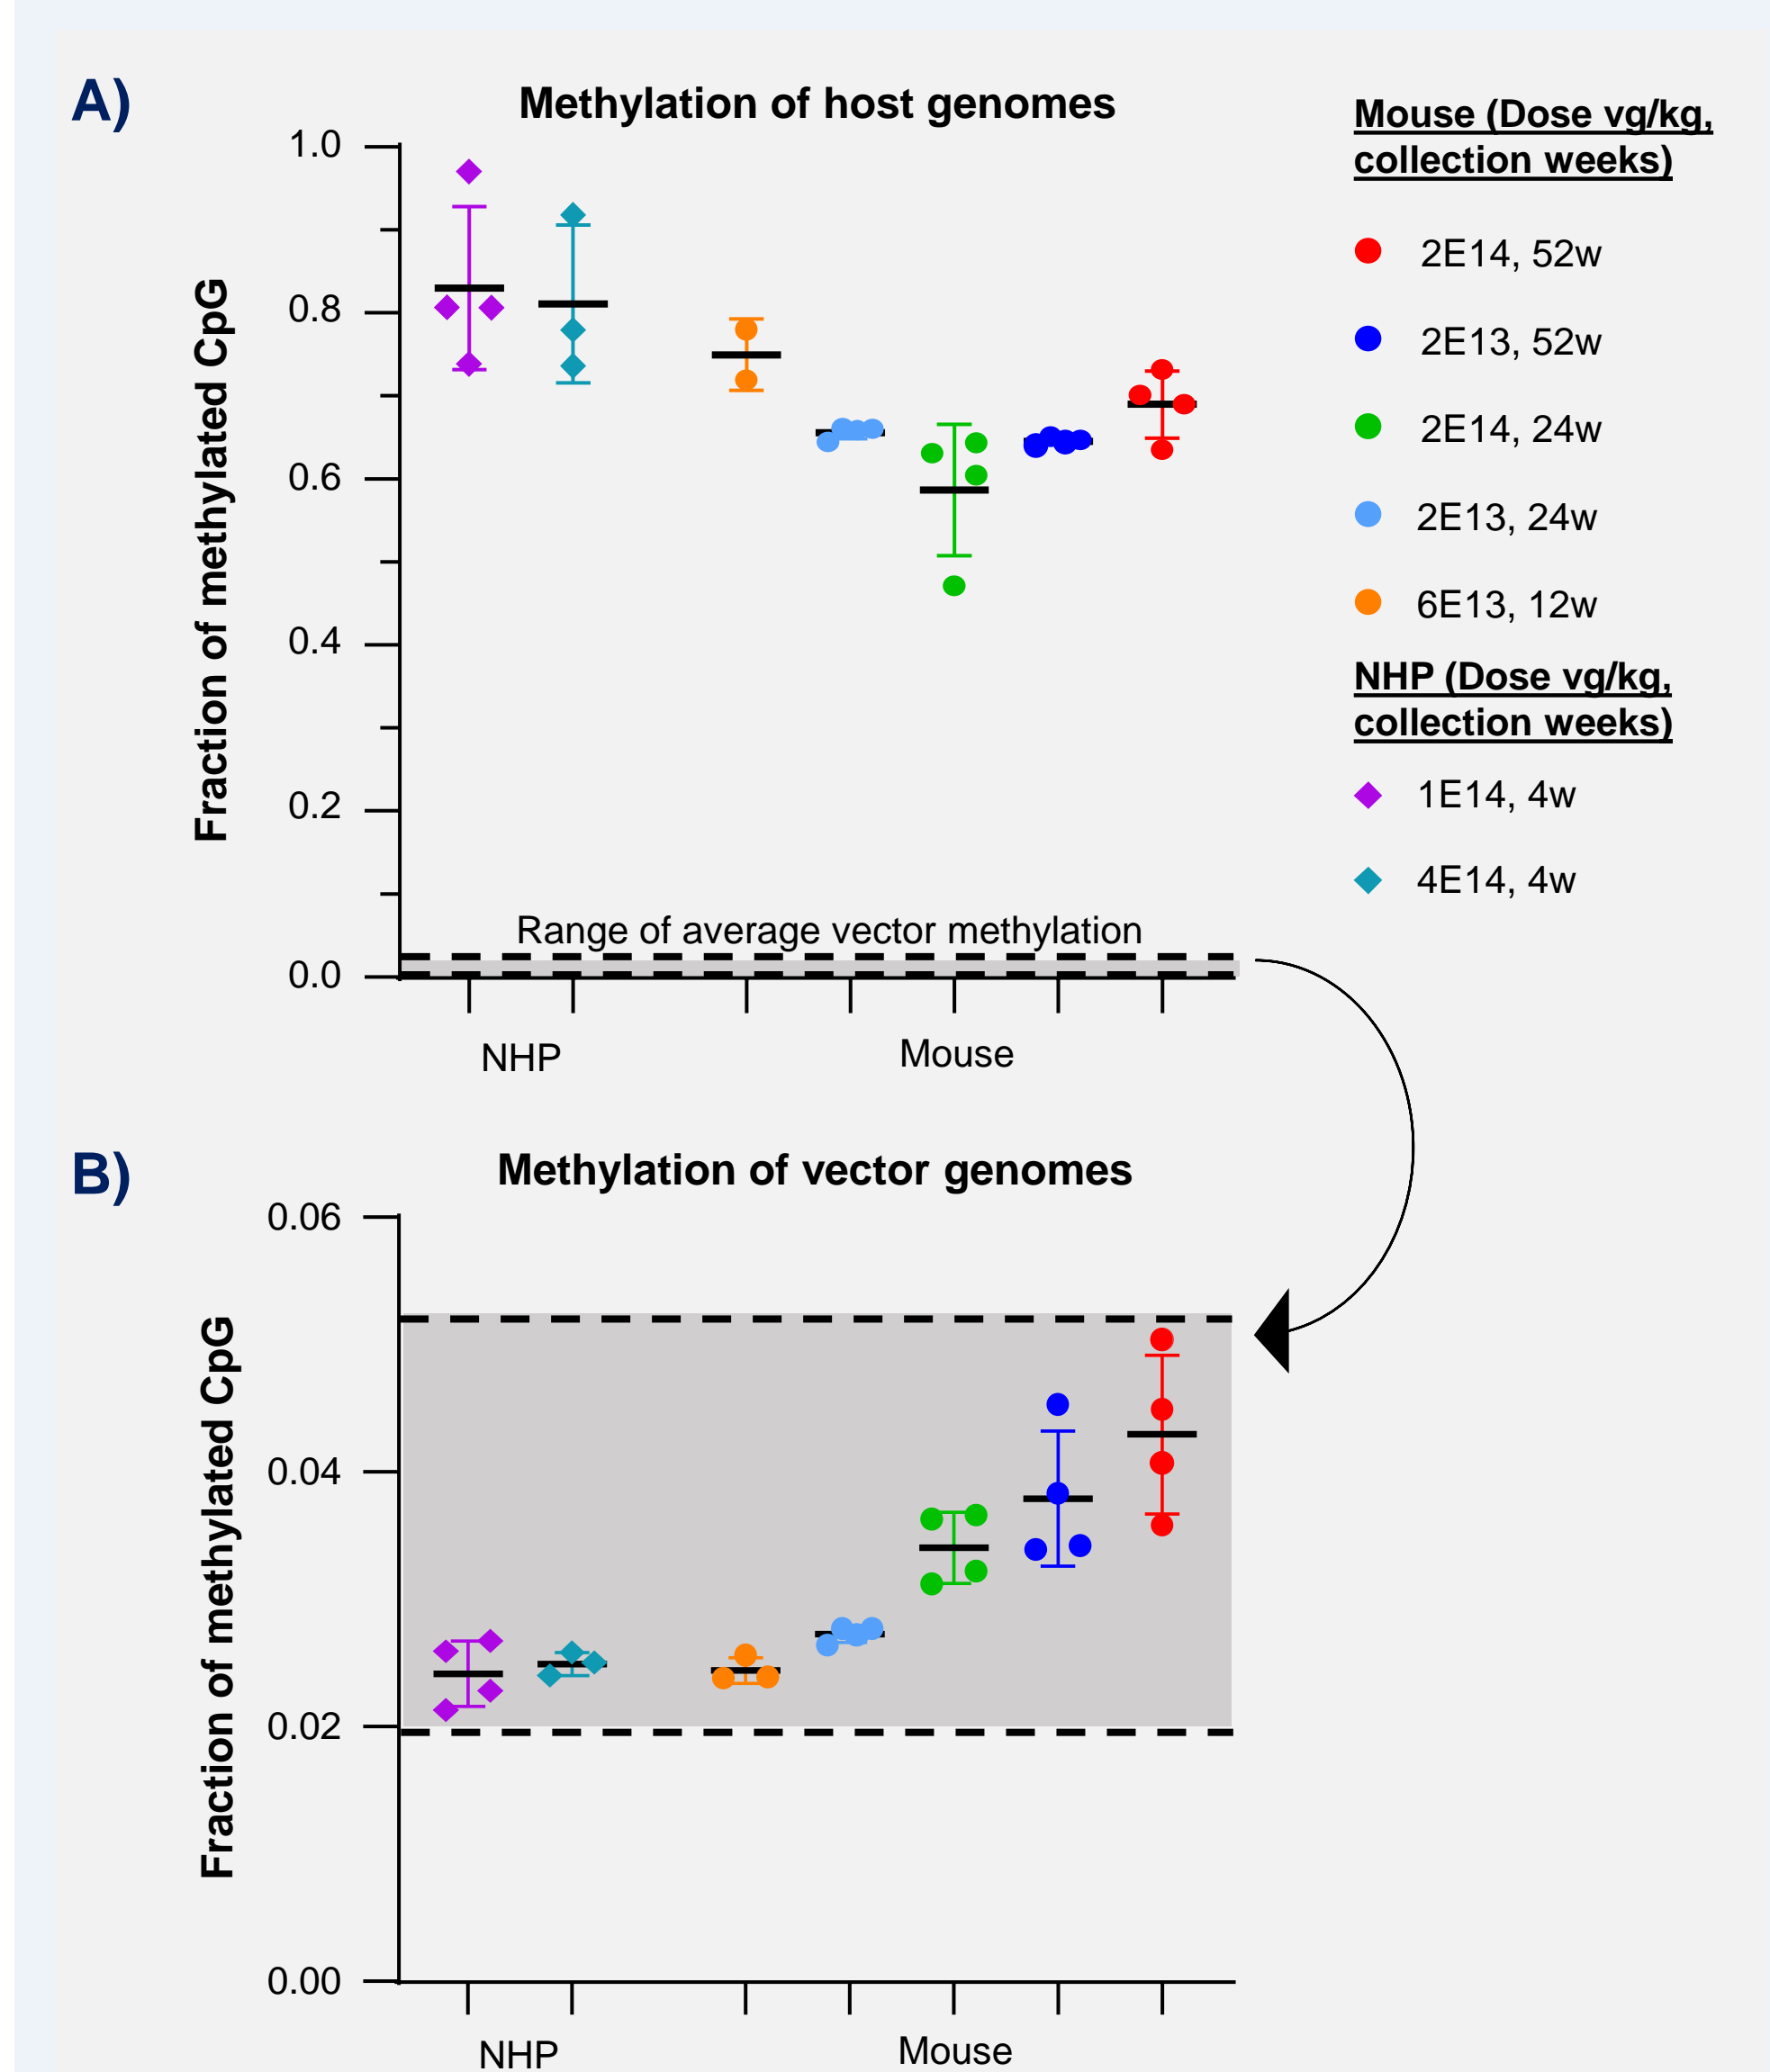 A)
Methylation of host genomes
Fraction of methylated CpG
1.0
0.8
0.6
0.4
0.2
0.0
Range of average vector methylation
NHP
Mouse
Mouse (Dose vg/kg,
collection weeks)
2E14, 52w
2E13, 52w
2E14, 24w
2E13, 24w
6E13, 12w
NHP (Dose vg/kg,
collection weeks)
1E14, 4w
4E14, 4w
B)
Methylation of vector genomes
Fraction of methylated CpG
0.06
0.04
0.02
0.00
NHP
Mouse